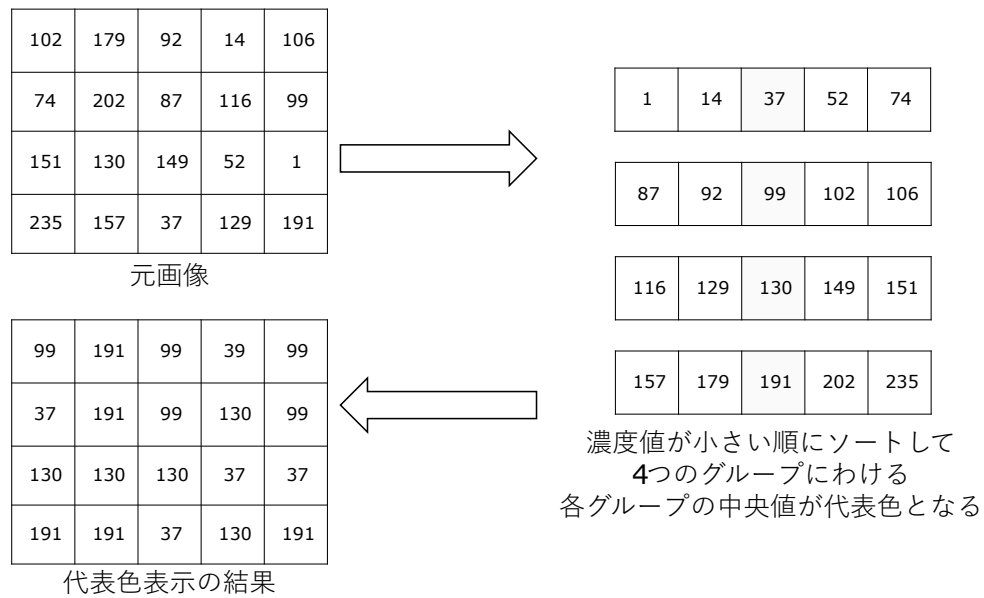 102 179 92 14 106
74 202 87 116 99
151 130 149 52 1
235 157 37 129 191
元画像
1 14 37 52 74
87 92 99 102 106
116 129 130 149 151
157 179 191 202 235
濃度値が小さい順にソートして
4つのグループにわける
各グループの中央値が代表色となる
99 191 99 39 99
37 191 99 130 99
130 130 130 37 37
191 191 37 130 191
代表色表示の結果